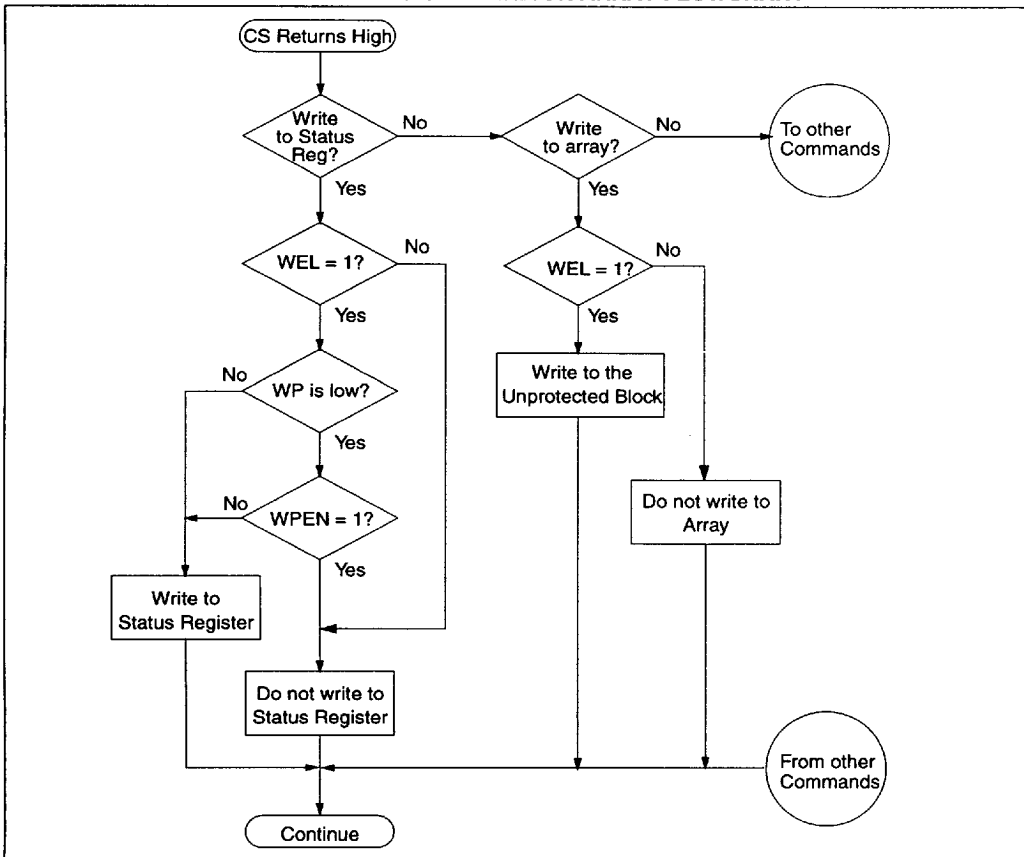 CS Returns High
Write
to Status
Reg?
No
Write
to array?
No
To other
Commands
Yes
Yes
WEL = 1?
No
WEL = 1?
No
Yes
Yes
No
WP is low?
Write to the
Unprotected Block
Yes
No
WPEN = 1?
Do not write to
Array
Yes
Write to
Status Register
Do not write to
Status Register
From other
Commands
Continue